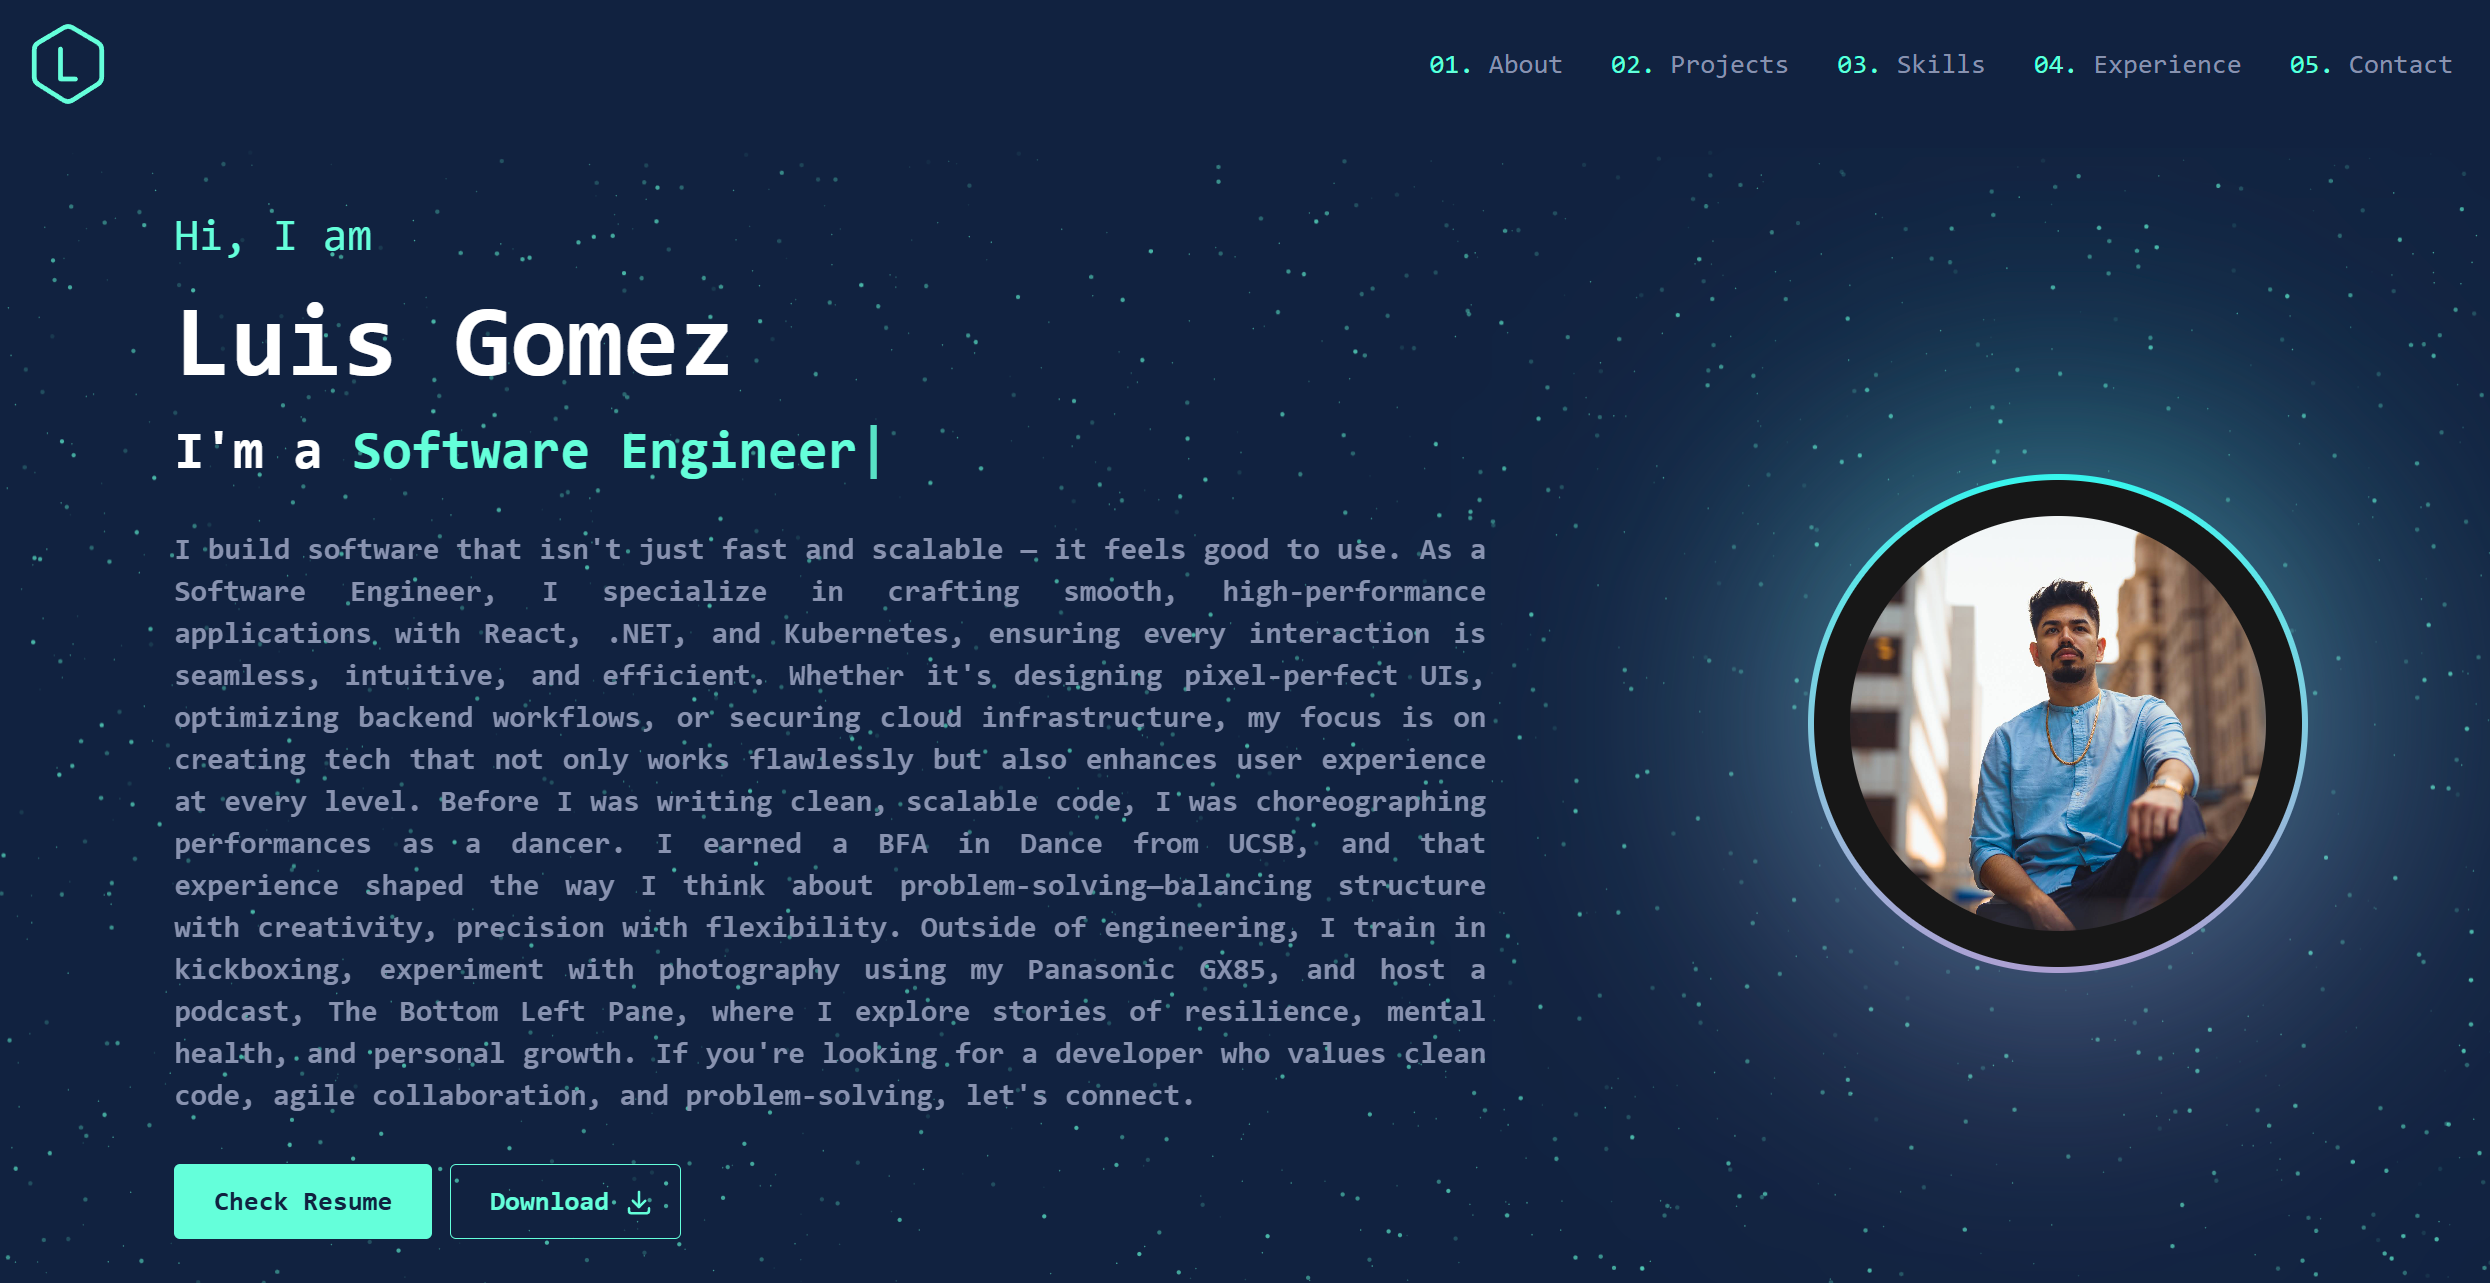 L
01. About 02. Projects 03. Skills 04. Experience 05. Contact
Hi, I am
Luis Gomez
I'm a Software Engineer|
I build software that isn't just fast and scalable — it feels good to use. As a
Software Engineer, I specialize in crafting smooth, high-performance
applications with React, .NET, and Kubernetes, ensuring every interaction is
seamless, intuitive, and efficient. Whether it's designing pixel-perfect UIs,
optimizing backend workflows, or securing cloud infrastructure, my focus is on
creating tech that not only works flawlessly but also enhances user experience
at every level. Before I was writing clean, scalable code, I was choreographing
performances as a dancer. I earned a BFA in Dance from UCSB, and that
experience shaped the way I think about problem-solving—balancing structure
with creativity, precision with flexibility. Outside of engineering, I train in
kickboxing, experiment with photography using my Panasonic GX85, and host a
podcast, The Bottom Left Pane, where I explore stories of resilience, mental
health, and personal growth. If you're looking for a developer who values clean
code, agile collaboration, and problem-solving, let's connect.
Check Resume Download